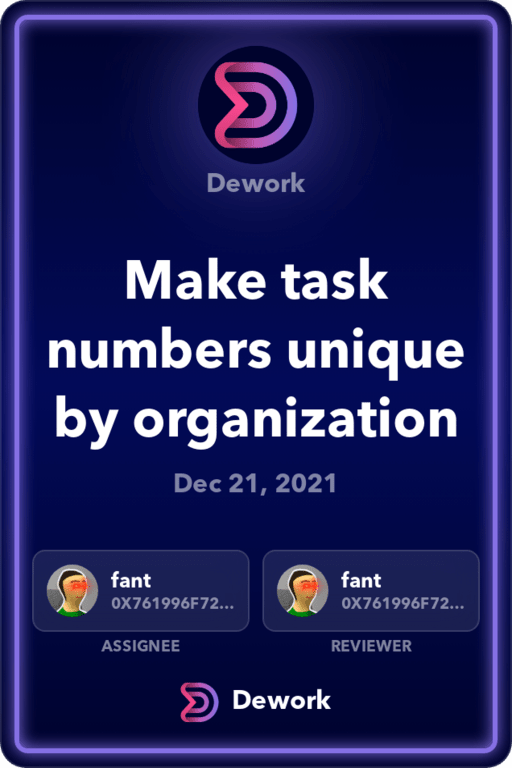 Dework
Make task
numbers unique
by organization
Dec 21, 2021
fant
0X761996F72...
ASSIGNEE
fant
0X761996F72...
REVIEWER
Dework